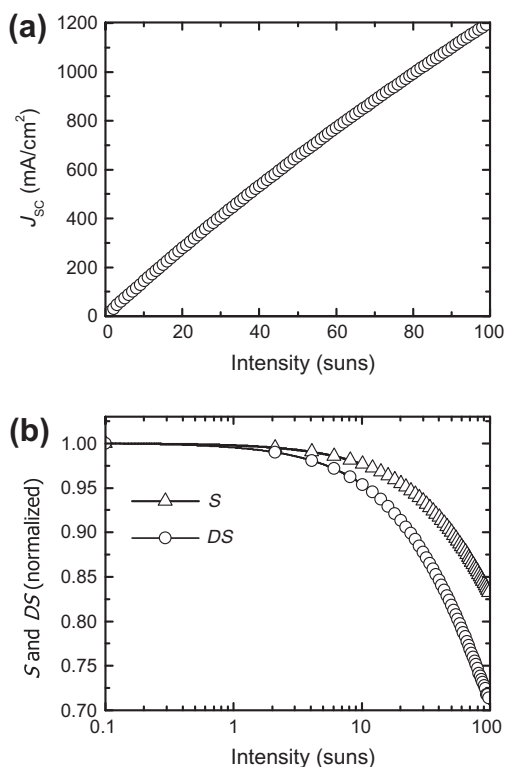 (a)
1200
1000
800
600
400
200
0
J_SC (mA/cm²)
0 20 40 60 80 100
Intensity (suns)
(b)
1.00
0.95
0.90
0.85
0.80
0.75
0.70
S and DS (normalized)
S
DS
0.1 1 10 100
Intensity (suns)